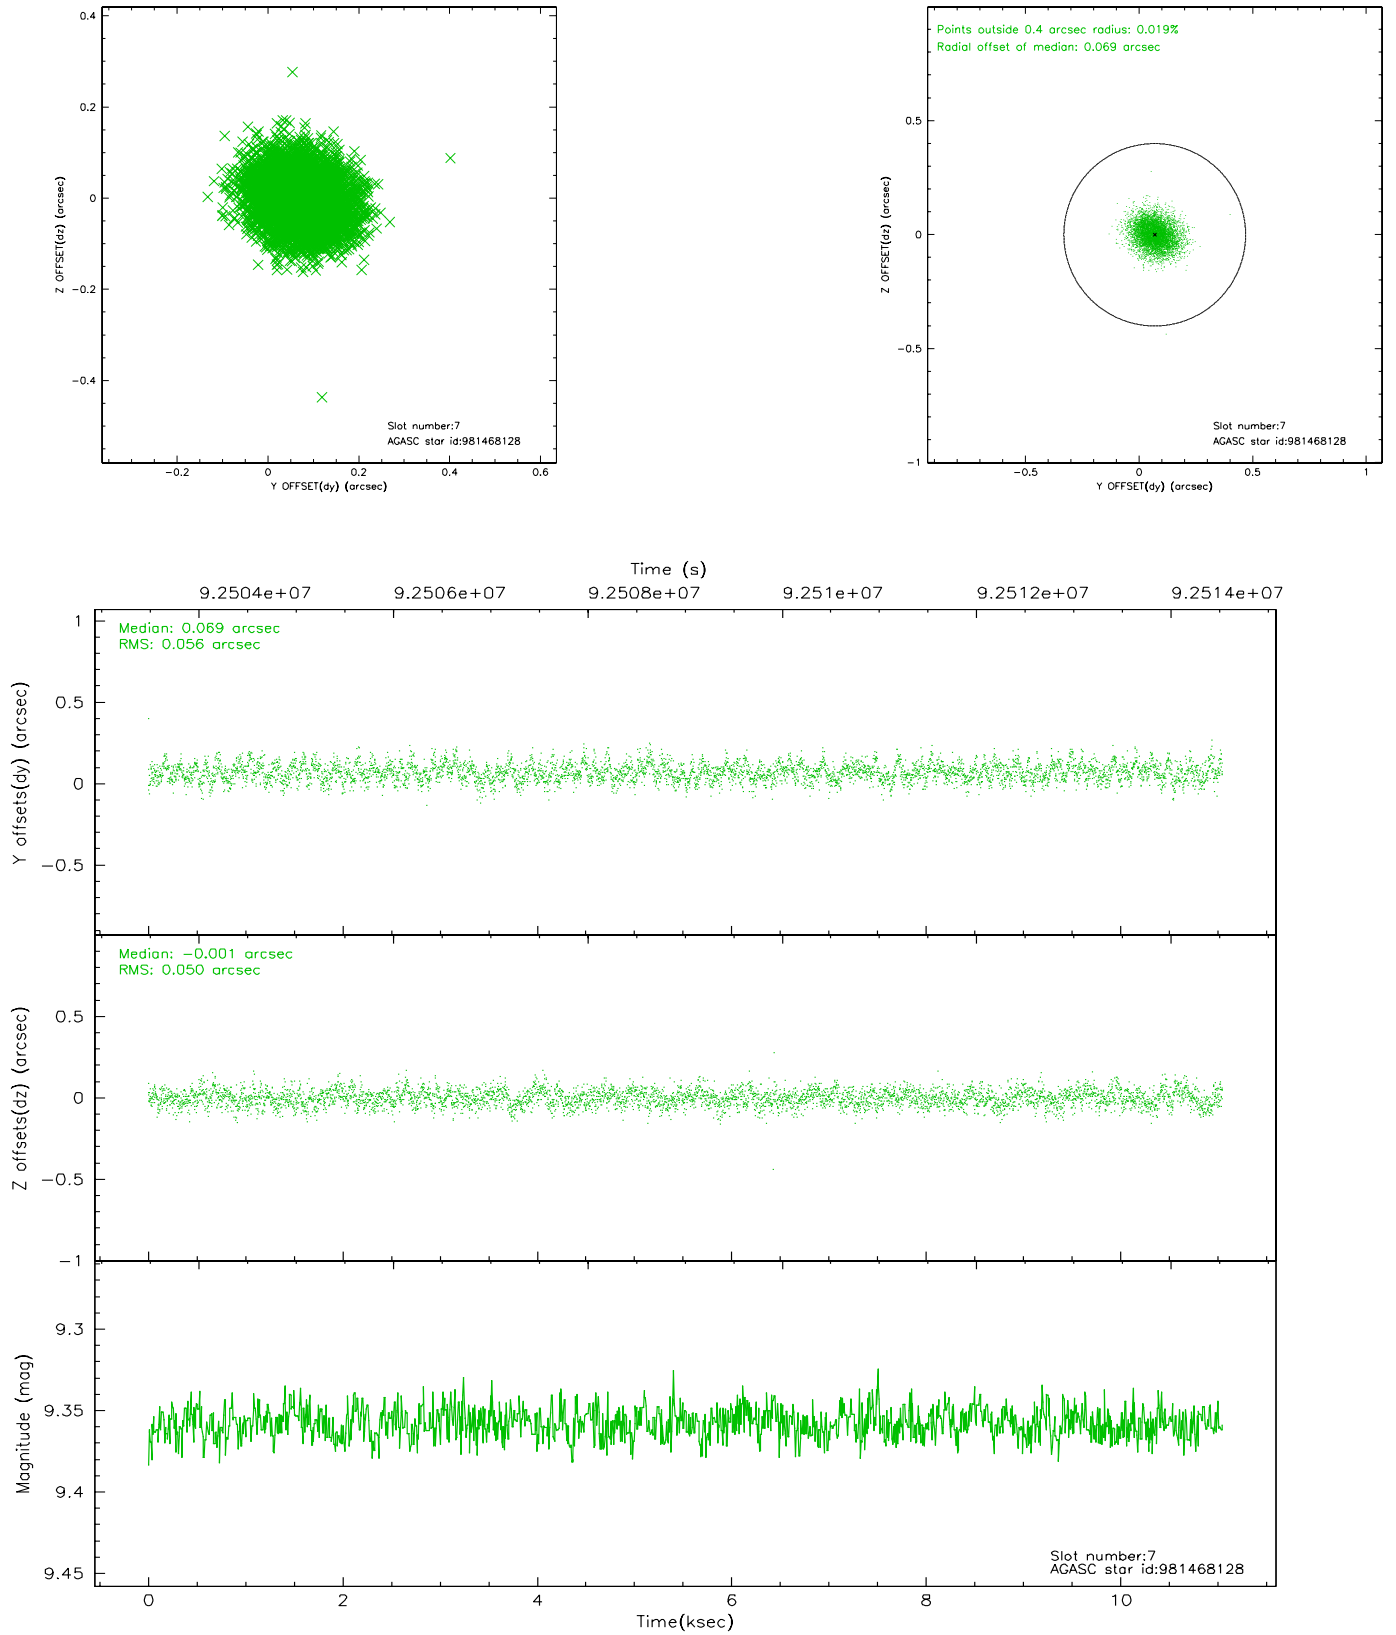 0.4
0.2
0
−0.2
−0.4
Z OFFSET(dz) (arcsec)
−0.2 0 0.2 0.4 0.6
Y OFFSET(dy) (arcsec)
Slot number:7
AGASC star id:981468128
Points outside 0.4 arcsec radius: 0.019%
Radial offset of median: 0.069 arcsec
0.5
0
−0.5
−1
Z OFFSET(dz) (arcsec)
−0.5 0 0.5 1
Y OFFSET(dy) (arcsec)
Slot number:7
AGASC star id:981468128
Time (s)
9.2504e+07 9.2506e+07 9.2508e+07 9.251e+07 9.2512e+07 9.2514e+07
Median: 0.069 arcsec
RMS: 0.056 arcsec
1
0.5
0
−0.5
Y offsets(dy) (arcsec)
Median: −0.001 arcsec
RMS: 0.050 arcsec
0.5
0
−0.5
−1
Z offsets(dz) (arcsec)
9.3
9.35
9.4
9.45
Magnitude (mag)
Slot number:7
AGASC star id:981468128
0 2 4 6 8 10
Time(ksec)